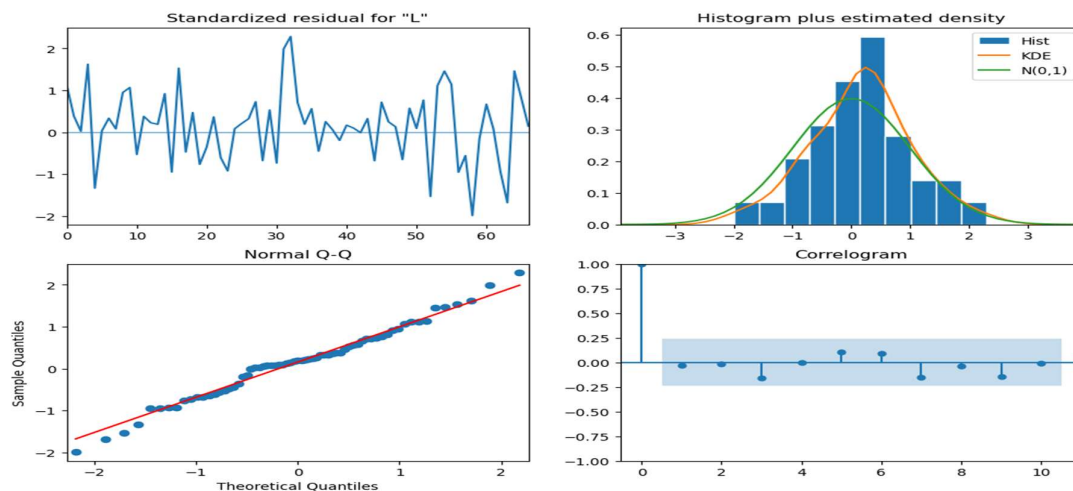 Standardized residual for "L"
2
1
0
−1
−2
0 10 20 30 40 50 60
Histogram plus estimated density
0.6
0.5
0.4
0.3
0.2
0.1
0.0
−3 −2 −1 0 1 2 3
Hist
KDE
N(0,1)
Normal Q-Q
Sample Quantiles
2
1
0
−1
−2
−2 −1 0 1 2
Theoretical Quantiles
Correlogram
1.00
0.75
0.50
0.25
0.00
−0.25
−0.50
−0.75
−1.00
0 2 4 6 8 10